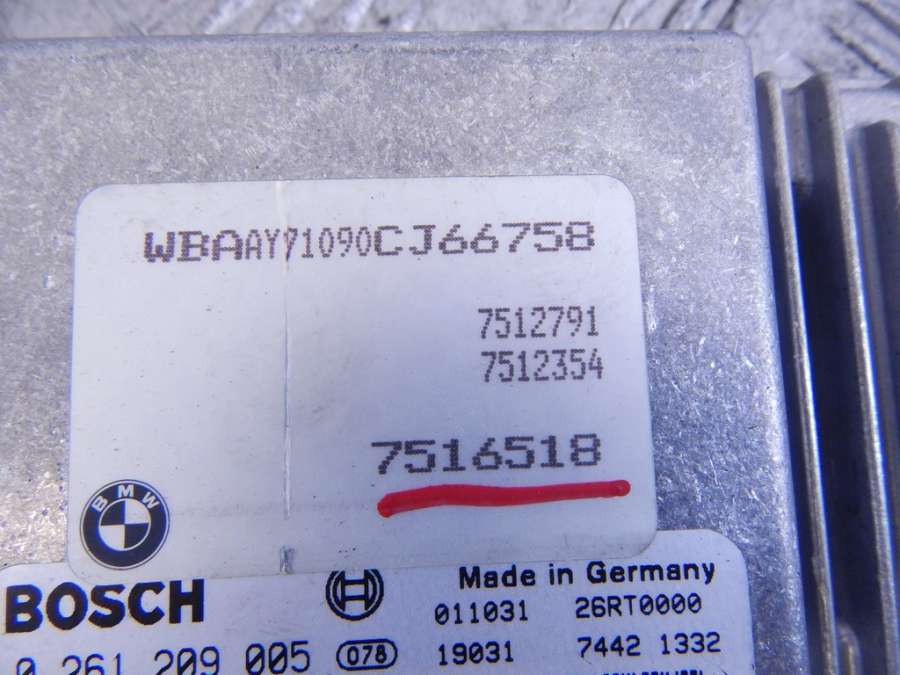 WBAAY71090CJ66758
7512791
7512354
7516518
BMW
BOSCH
Made in Germany
011031 26RT0000
0 261 209 005 078 19031 7442 1332